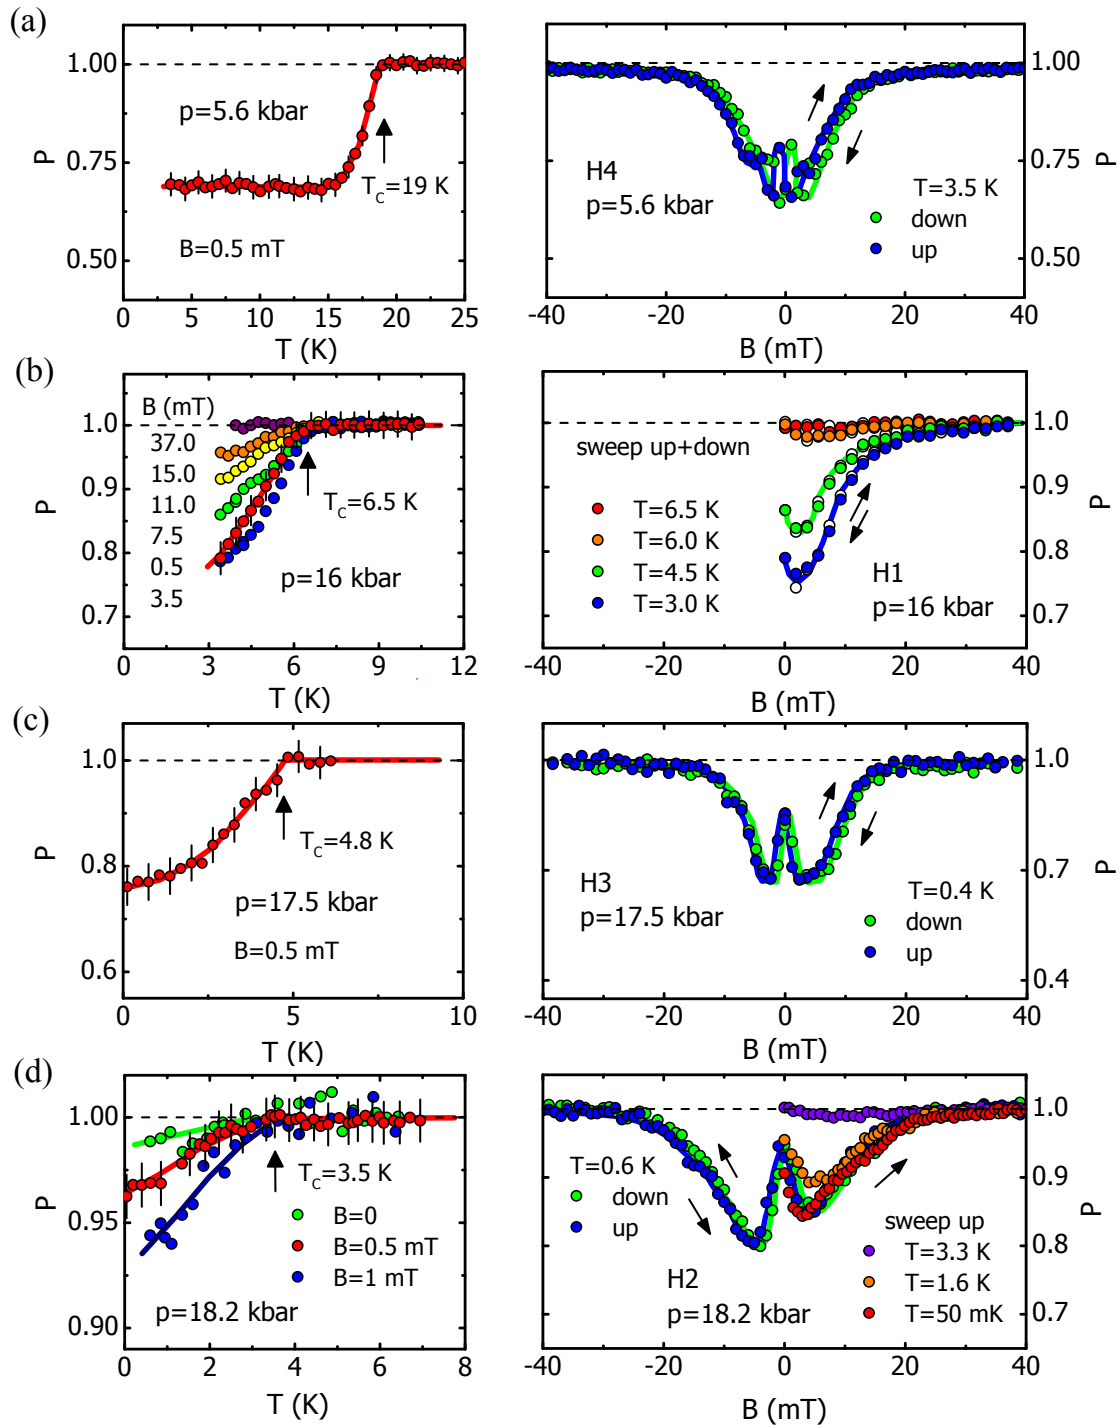 (a)
1.00
0.75
0.50
P
p=5.6 kbar
T_C=19 K
B=0.5 mT
0 5 10 15 20 25
T (K)
1.00
0.75
0.50
P
H4
p=5.6 kbar
T=3.5 K
down
up
-40 -20 0 20 40
B (mT)
(b)
1.0
0.9
0.8
0.7
P
B (mT)
37.0
15.0
11.0
7.5
0.5
3.5
T_C=6.5 K
p=16 kbar
0 3 6 9 12
T (K)
1.0
0.9
0.8
0.7
P
sweep up+down
T=6.5 K
T=6.0 K
T=4.5 K
T=3.0 K
H1
p=16 kbar
-40 -20 0 20 40
B (mT)
(c)
1.0
0.8
0.6
P
T_C=4.8 K
p=17.5 kbar
B=0.5 mT
0 5 10
T (K)
1.0
0.7
0.4
P
H3
p=17.5 kbar
T=0.4 K
down
up
-40 -20 0 20 40
B (mT)
(d)
1.00
0.95
0.90
P
T_C=3.5 K
B=0
B=0.5 mT
B=1 mT
p=18.2 kbar
0 2 4 6 8
T (K)
1.0
0.9
0.8
0.7
P
T=0.6 K
down
up
sweep up
T=3.3 K
T=1.6 K
T=50 mK
H2
p=18.2 kbar
-40 -20 0 20 40
B (mT)